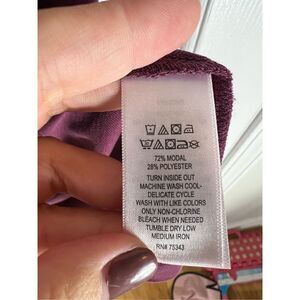 72% MODAL
28% POLYESTER
TURN INSIDE OUT
MACHINE WASH COOL-
DELICATE CYCLE
WASH WITH LIKE COLORS
ONLY NON-CHLORINE
BLEACH WHEN NEEDED
TUMBLE DRY LOW
MEDIUM IRON
RN# 75343